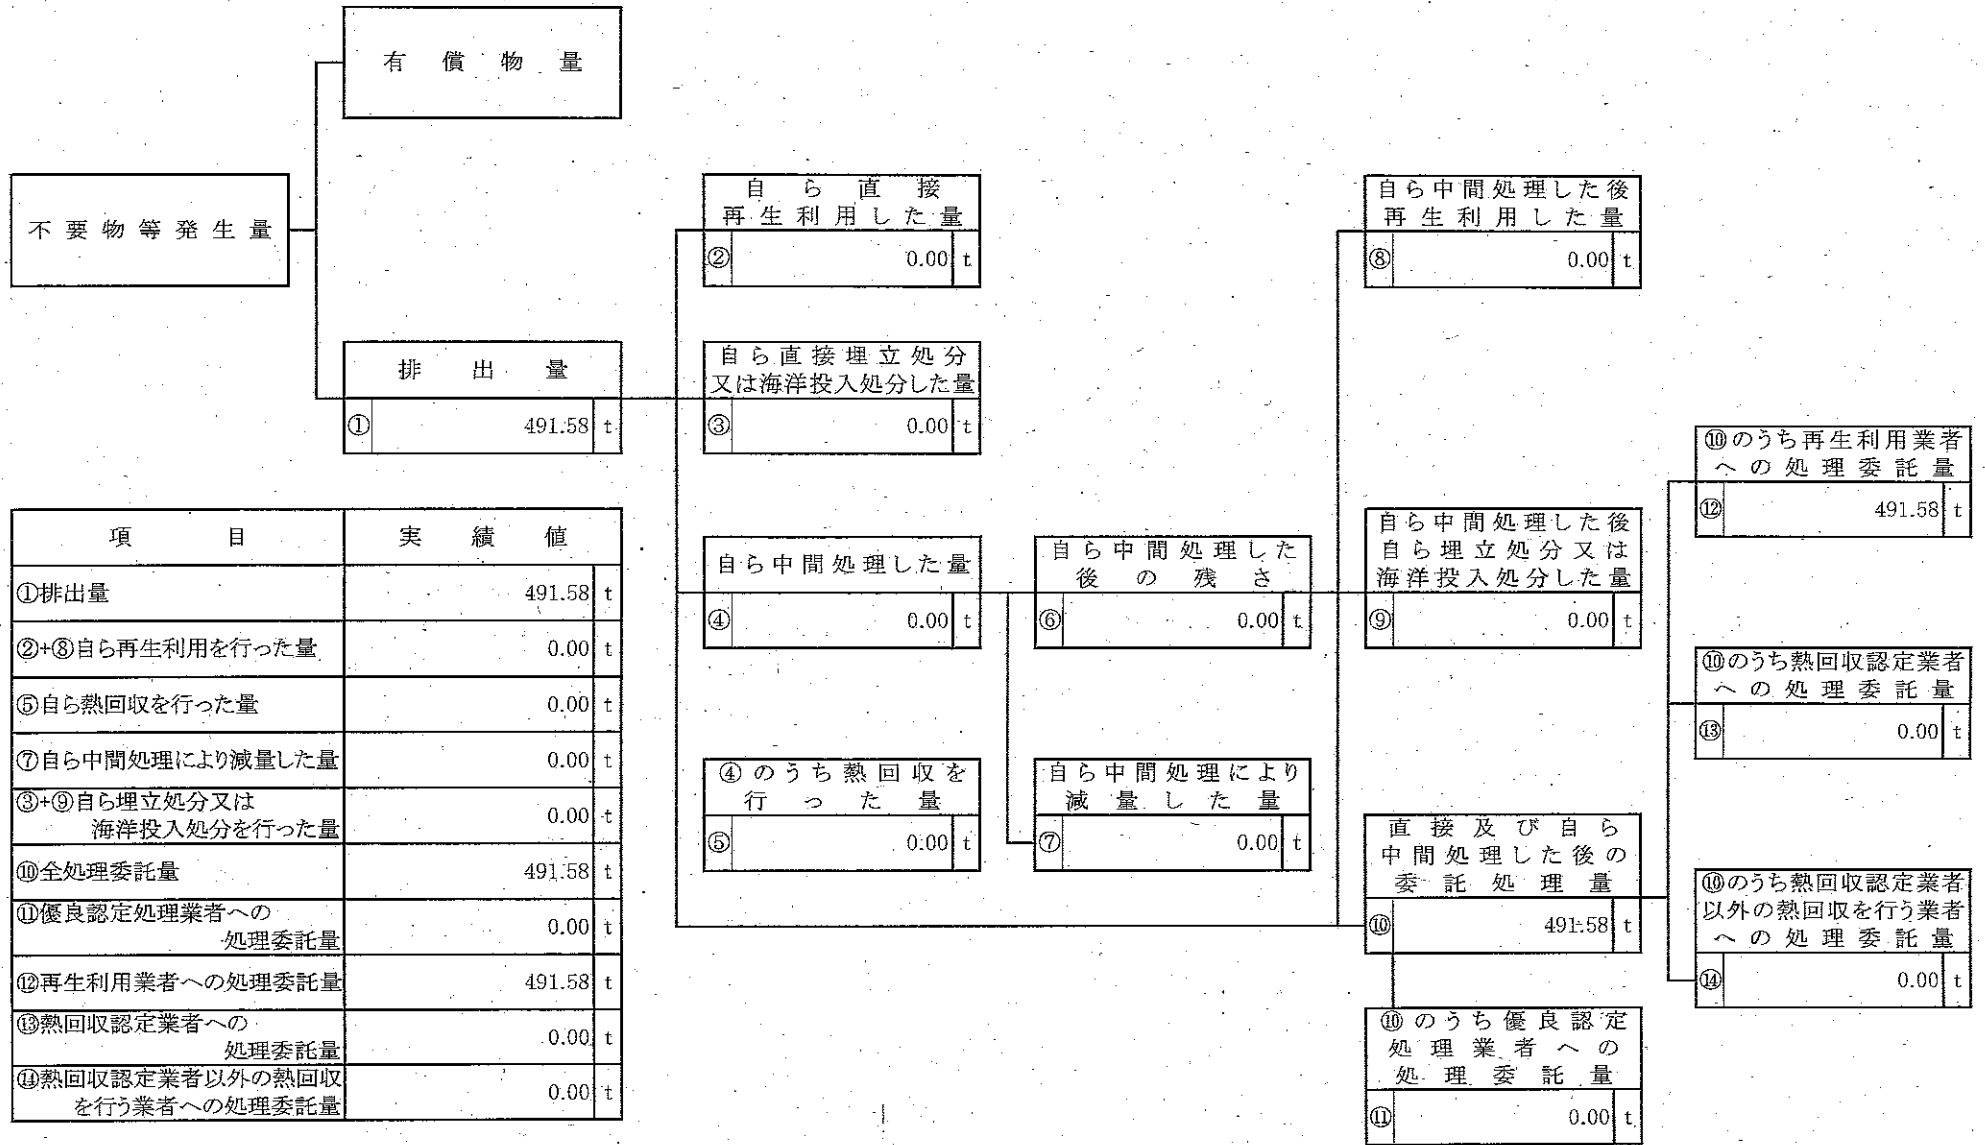 有償物量
不要物等発生量
排出量
① 491.58 t
自ら直接
再生利用した量
② 0.00 t
自ら直接埋立処分
又は海洋投入処分した量
③ 0.00 t
自ら中間処理した量
④ 0.00 t
④のうち熱回収を
行った量
⑤ 0.00 t
自ら中間処理した
後の残さ
⑥ 0.00 t
自ら中間処理により
減量した量
⑦ 0.00 t
自ら中間処理した後
再生利用した量
⑧ 0.00 t
自ら中間処理した後
自ら埋立処分又は
海洋投入処分した量
⑨ 0.00 t
直接及び自ら
中間処理した後の
委託処理量
⑩ 491.58 t
⑩のうち優良認定
処理業者への
処理委託量
⑪ 0.00 t
⑩のうち再生利用業者
への処理委託量
⑫ 491.58 t
⑩のうち熱回収認定業者
への処理委託量
⑬ 0.00 t
⑩のうち熱回収認定業者
以外の熱回収を行う業者
への処理委託量
⑭ 0.00 t
項目 実績値
①排出量 491.58 t
②+⑧自ら再生利用を行った量 0.00 t
⑤自ら熱回収を行った量 0.00 t
⑦自ら中間処理により減量した量 0.00 t
③+⑨自ら埋立処分又は
海洋投入処分を行った量 0.00 t
⑩全処理委託量 491.58 t
⑪優良認定処理業者への
処理委託量 0.00 t
⑫再生利用業者への処理委託量 491.58 t
⑬熱回収認定業者への
処理委託量 0.00 t
⑭熱回収認定業者以外の熱回収
を行う業者への処理委託量 0.00 t